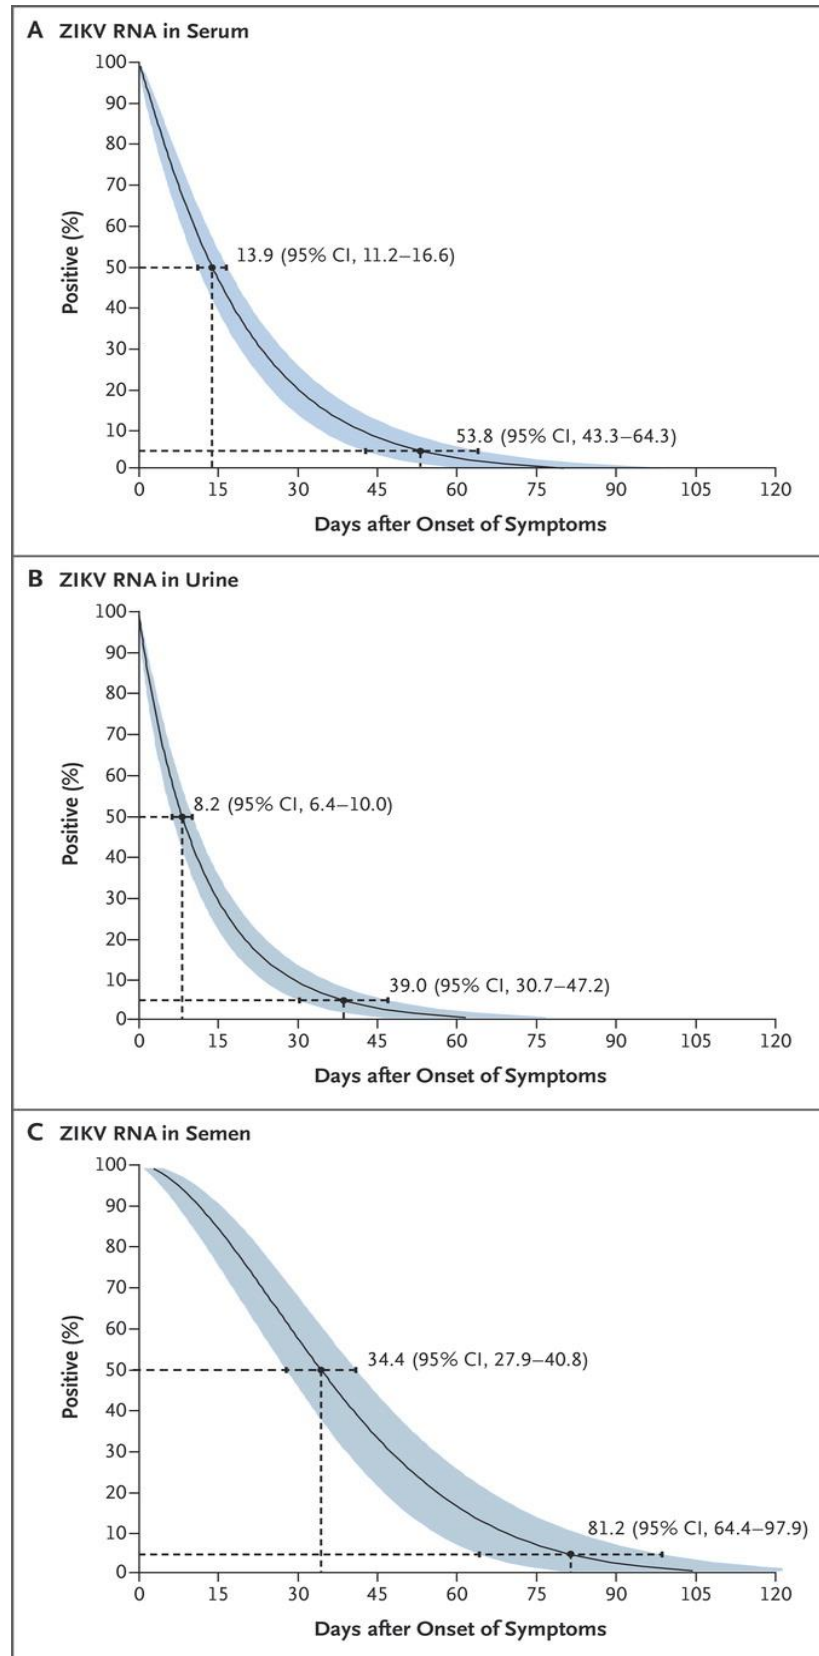 A ZIKV RNA in Serum
100
90
80
70
60
50
40
30
20
10
0
Positive (%)
13.9 (95% CI, 11.2–16.6)
53.8 (95% CI, 43.3–64.3)
0 15 30 45 60 75 90 105 120
Days after Onset of Symptoms
B ZIKV RNA in Urine
100
90
80
70
60
50
40
30
20
10
0
Positive (%)
8.2 (95% CI, 6.4–10.0)
39.0 (95% CI, 30.7–47.2)
0 15 30 45 60 75 90 105 120
Days after Onset of Symptoms
C ZIKV RNA in Semen
100
90
80
70
60
50
40
30
20
10
0
Positive (%)
34.4 (95% CI, 27.9–40.8)
81.2 (95% CI, 64.4–97.9)
0 15 30 45 60 75 90 105 120
Days after Onset of Symptoms